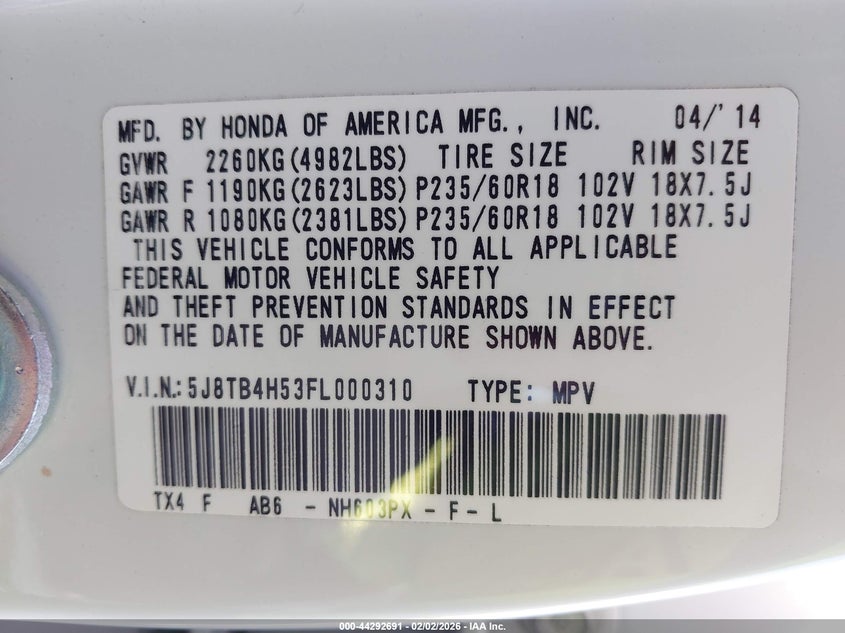 MFD. BY HONDA OF AMERICA MFG., INC. 04/'14
GVWR 2260KG(4982LBS) TIRE SIZE RIM SIZE
GAWR F 1190KG(2623LBS) P235/60R18 102V 18X7.5J
GAWR R 1080KG(2381LBS) P235/60R18 102V 18X7.5J
THIS VEHICLE CONFORMS TO ALL APPLICABLE
FEDERAL MOTOR VEHICLE SAFETY
AND THEFT PREVENTION STANDARDS IN EFFECT
ON THE DATE OF MANUFACTURE SHOWN ABOVE.
V.I.N.: 5J8TB4H53FL000310 TYPE: MPV
TX4 F AB6 - NH603PX - F - L
000-44292691 - 02/02/2026 - IAA Inc.